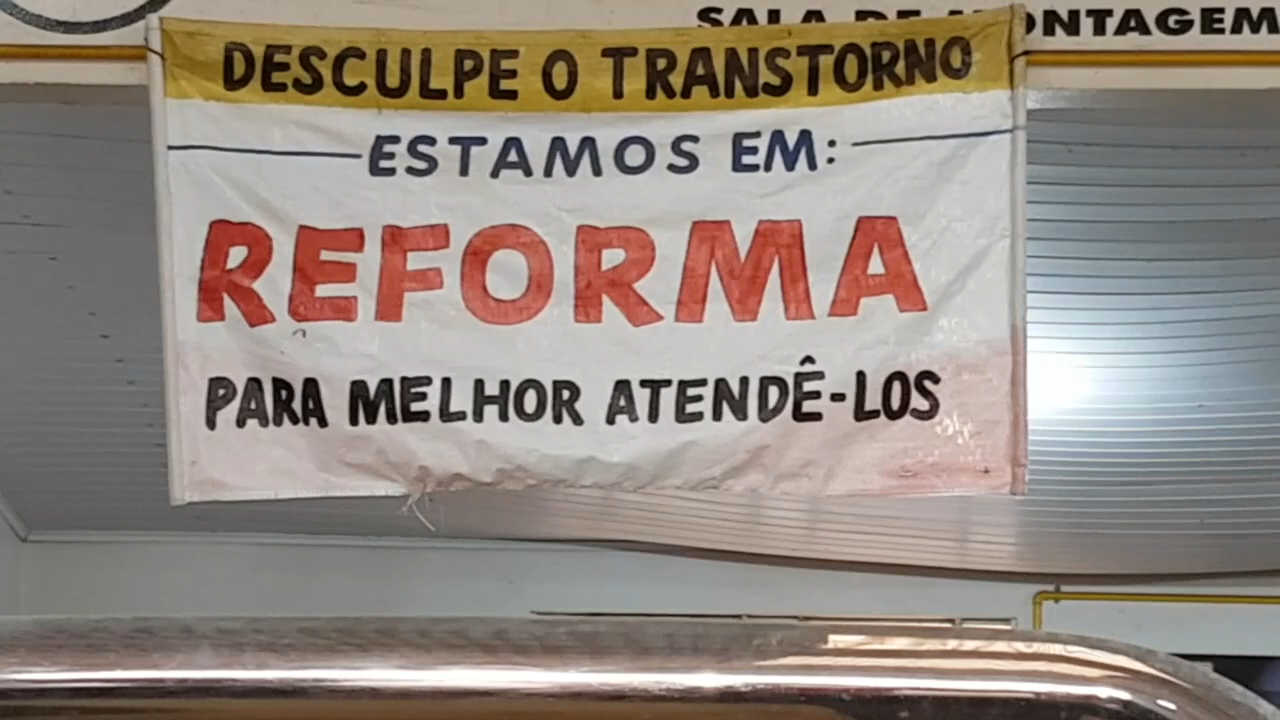 SALA DE MONTAGEM
DESCULPE O TRANSTORNO
ESTAMOS EM:
REFORMA
PARA MELHOR ATENDÊ-LOS